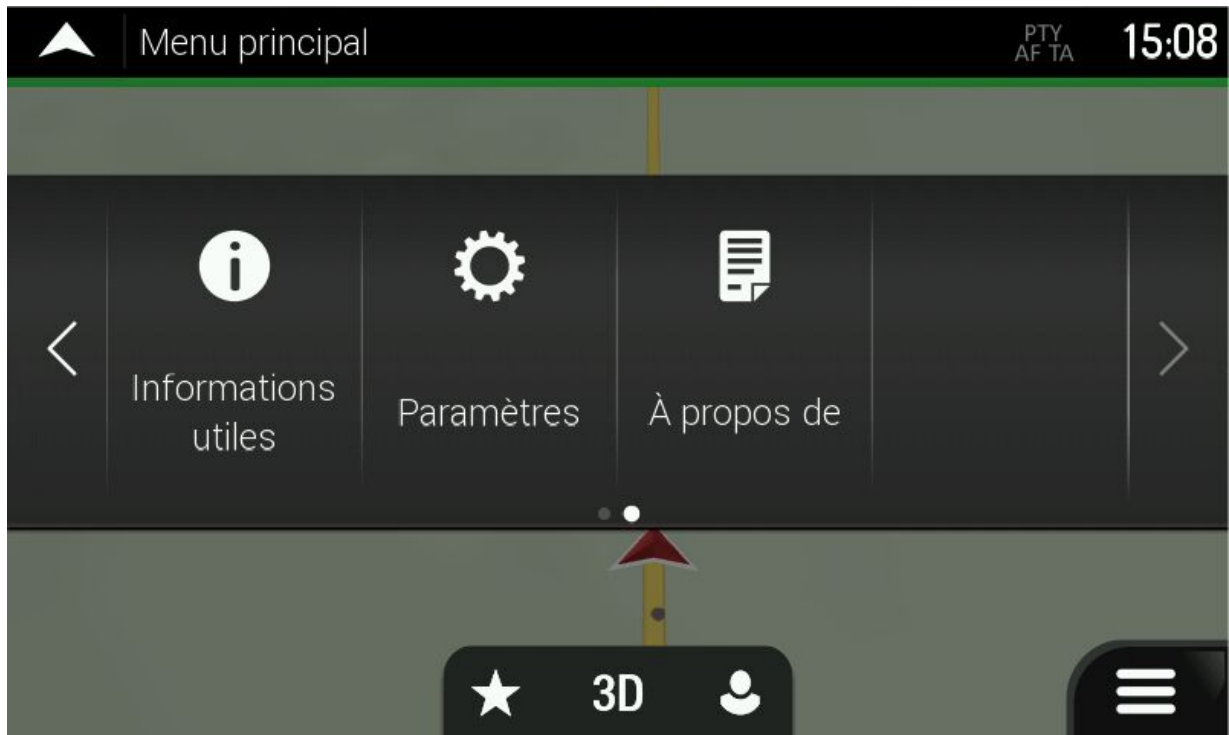 Menu principal
PTY
AF TA
15:08
Informations
utiles
Paramètres
À propos de
3D